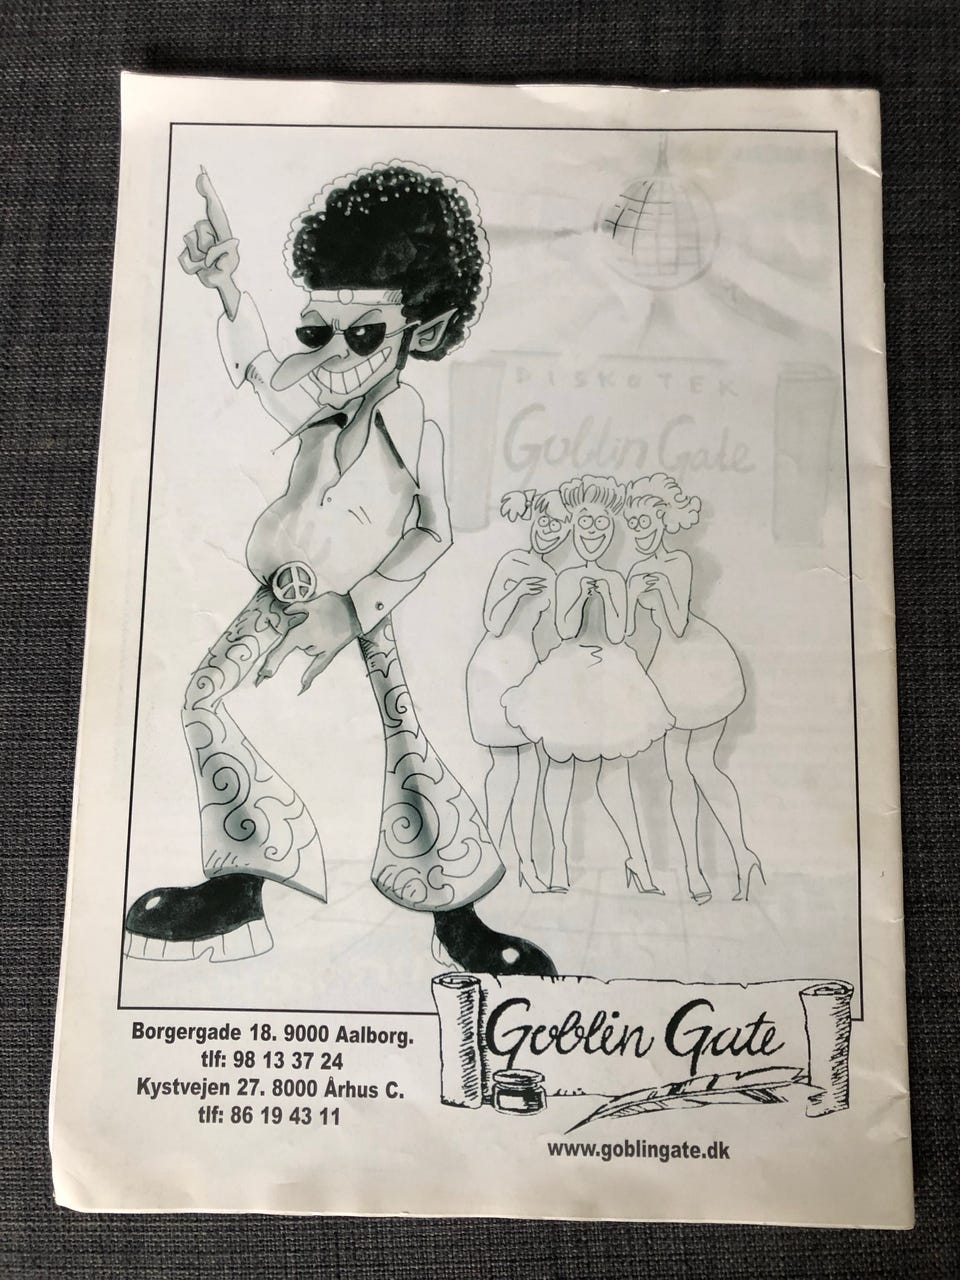 DISKOTEK
Goblin Gate
Goblin Gate
Borgergade 18. 9000 Aalborg.
tlf: 98 13 37 24
Kystvejen 27. 8000 Århus C.
tlf: 86 19 43 11
www.goblingate.dk